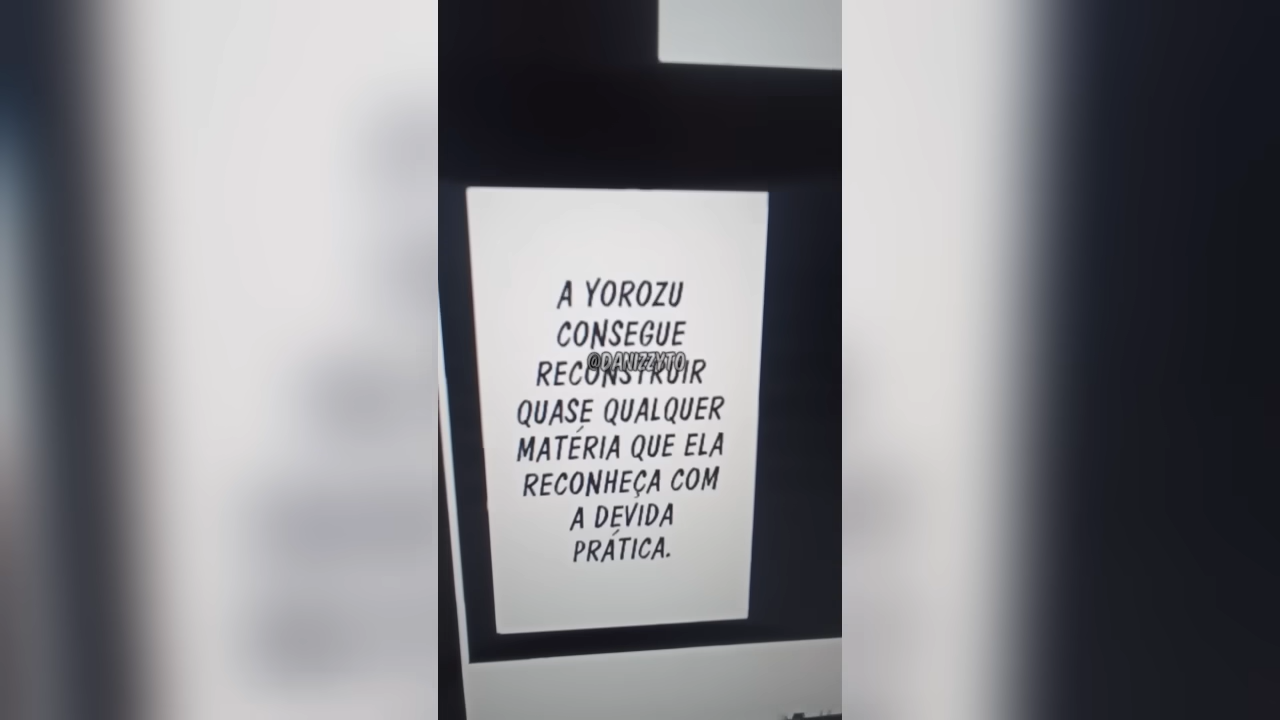 A YOROZU
CONSEGUE
@DANIZZYTO
RECONSTRUIR
QUASE QUALQUER
MATÉRIA QUE ELA
RECONHEÇA COM
A DEVIDA
PRÁTICA.